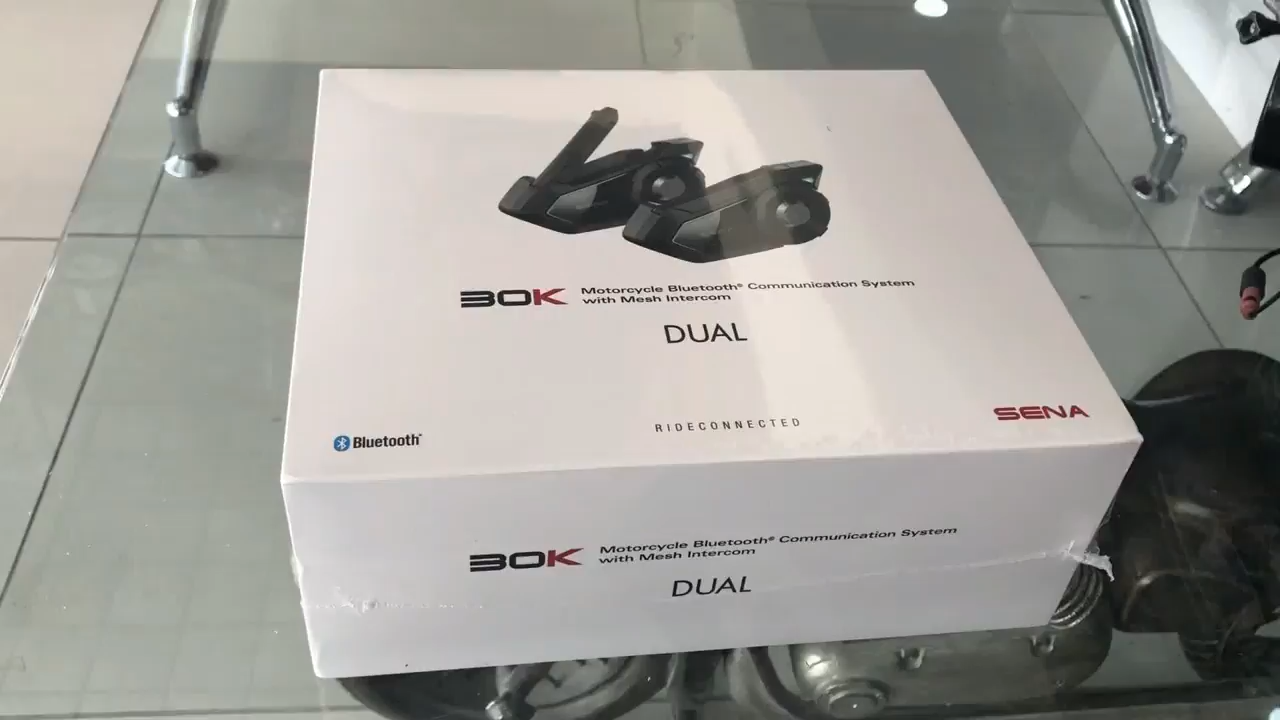 30K Motorcycle Bluetooth® Communication System
with Mesh Intercom
DUAL
RIDECONNECTED
SENA
Bluetooth™
30K Motorcycle Bluetooth® Communication System
with Mesh Intercom
DUAL